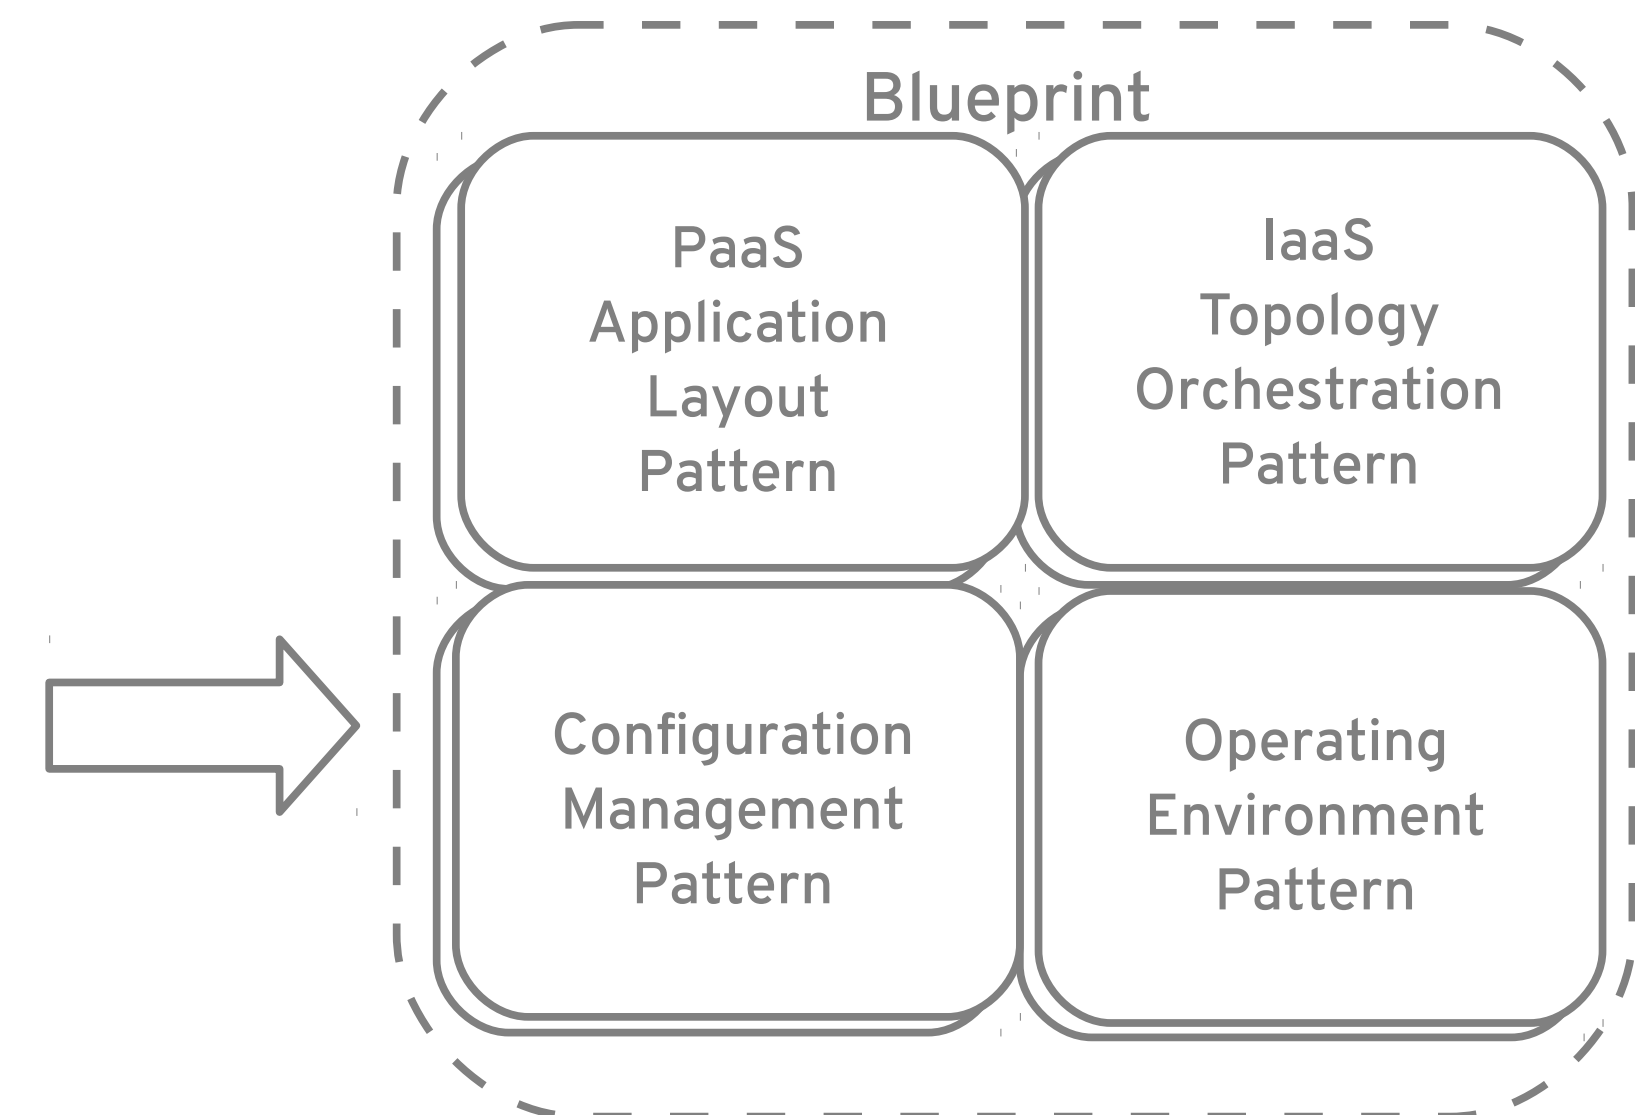 Blueprint
PaaS
Application
Layout
Pattern
IaaS
Topology
Orchestration
Pattern
Configuration
Management
Pattern
Operating
Environment
Pattern